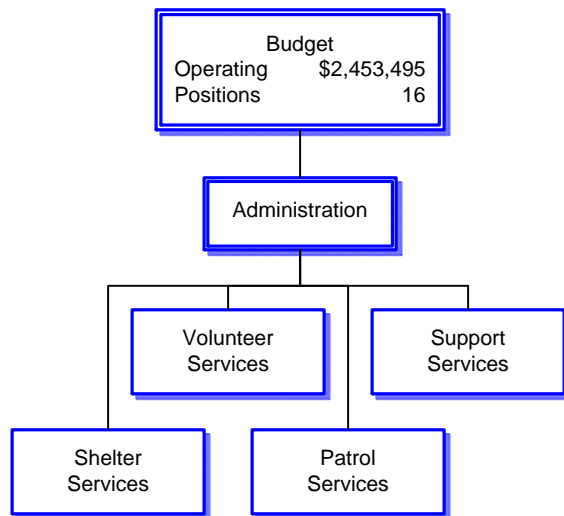 Budget
Operating $2,453,495
Positions 16
Administration
Volunteer
Services
Support
Services
Shelter
Services
Patrol
Services